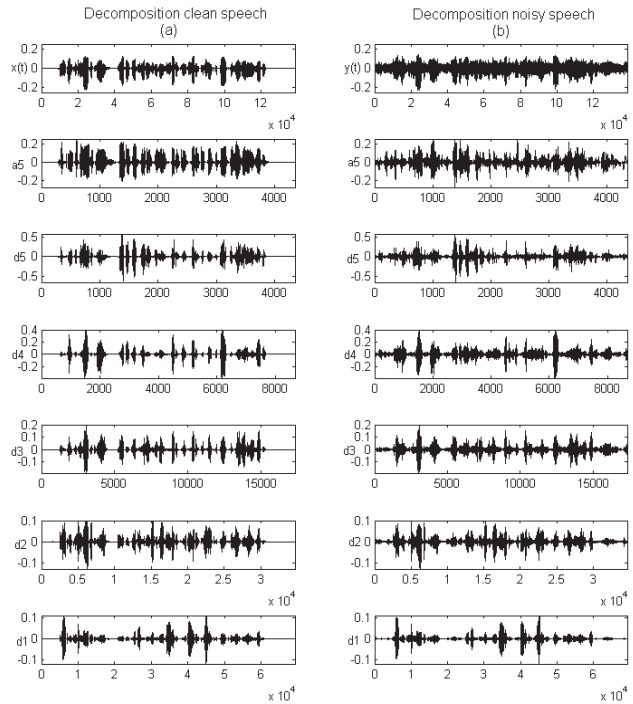 Decomposition clean speech
(a)
0.2
x(t) 0
-0.2
0 2 4 6 8 10 12
x 10^4
0.2
a5 0
-0.2
0 1000 2000 3000 4000
0.5
d5 0
-0.5
0 1000 2000 3000 4000
0.4
0.2
d4 0
-0.2
0 2000 4000 6000 8000
0.2
0.1
d3 0
-0.1
5000 10000 15000
0.1
d2 0
-0.1
0 0.5 1 1.5 2 2.5 3
x 10^4
0.1
d1 0
-0.1
0 1 2 3 4 5 6
x 10^4
Decomposition noisy speech
(b)
0.2
y(t) 0
-0.2
0 2 4 6 8 10 12
x 10^4
0.2
a5 0
-0.2
0 1000 2000 3000 4000
0.5
d5 0
-0.5
0 1000 2000 3000 4000
0.4
0.2
d4 0
-0.2
0 2000 4000 6000 8000
0.2
0.1
d3 0
-0.1
0 5000 10000 15000
0.1
d2 0
-0.1
0 0.5 1 1.5 2 2.5 3
x 10^4
0.1
d1 0
-0.1
0 1 2 3 4 5 6
x 10^4